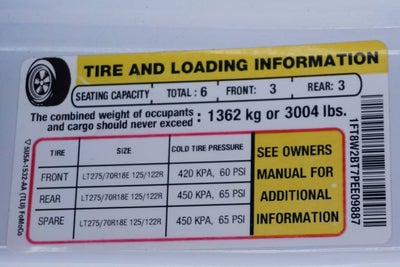 TIRE AND LOADING INFORMATION
SEATING CAPACITY TOTAL : 6 FRONT: 3 REAR: 3
The combined weight of occupants
and cargo should never exceed : 1362 kg or 3004 lbs.
TIRE SIZE COLD TIRE PRESSURE
FRONT LT275/70R18E 125/122R 420 KPA, 60 PSI
REAR LT275/70R18E 125/122R 450 KPA, 65 PSI
SPARE LT275/70R18E 125/122R 450 KPA, 65 PSI
SEE OWNERS
MANUAL FOR
ADDITIONAL
INFORMATION
1FT8W2BT7PEE09887